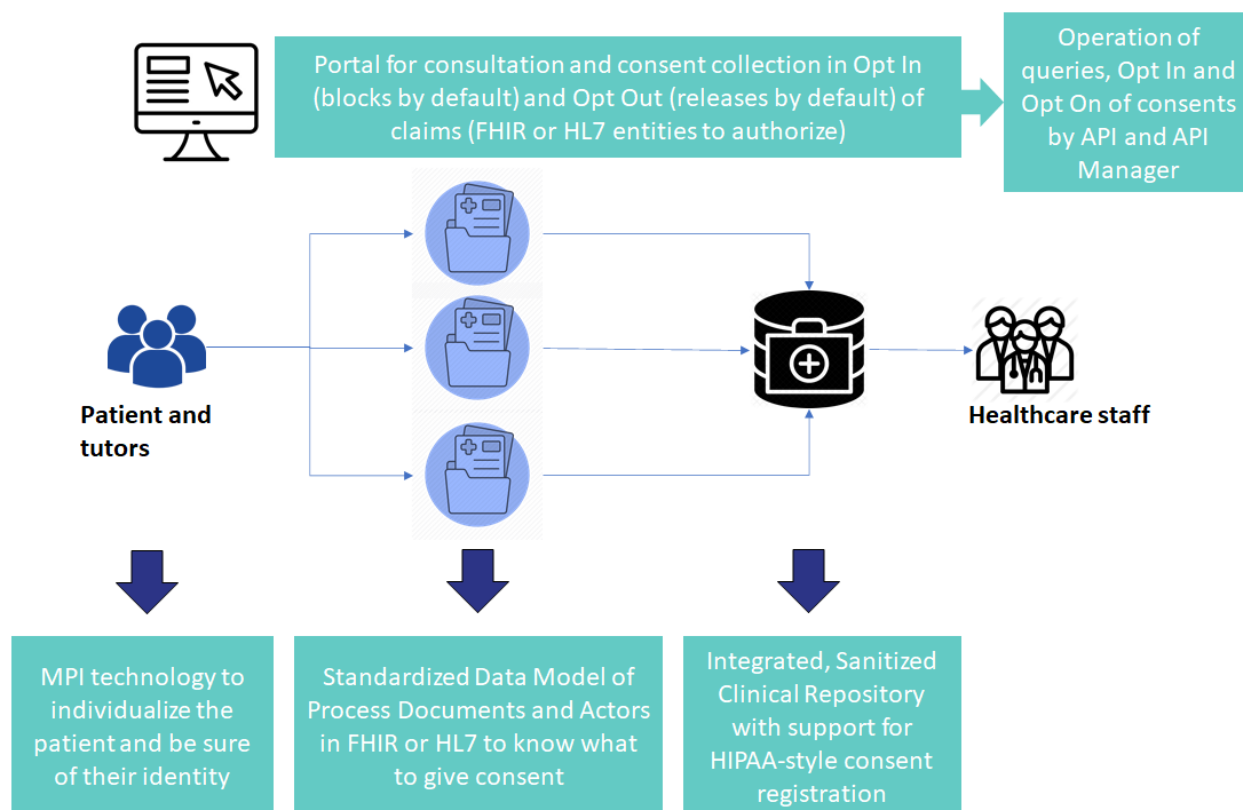 Portal for consultation and consent collection in Opt In
(blocks by default) and Opt Out (releases by default) of
claims (FHIR or HL7 entities to authorize)
Operation of
queries, Opt In and
Opt On of consents
by API and API
Manager
Patient and
tutors
Healthcare staff
MPI technology to
individualize the
patient and be sure
of their identity
Standardized Data Model of
Process Documents and Actors
in FHIR or HL7 to know what
to give consent
Integrated, Sanitized
Clinical Repository
with support for
HIPAA-style consent
registration